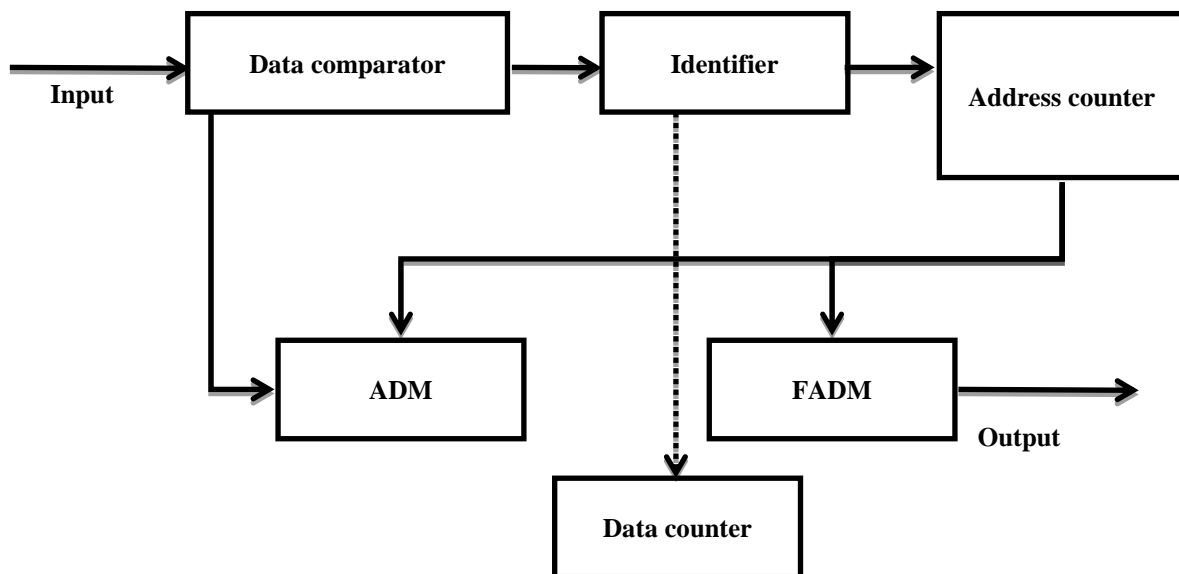 Data comparator
Identifier
Address counter
Input
ADM
FADM
Output
Data counter